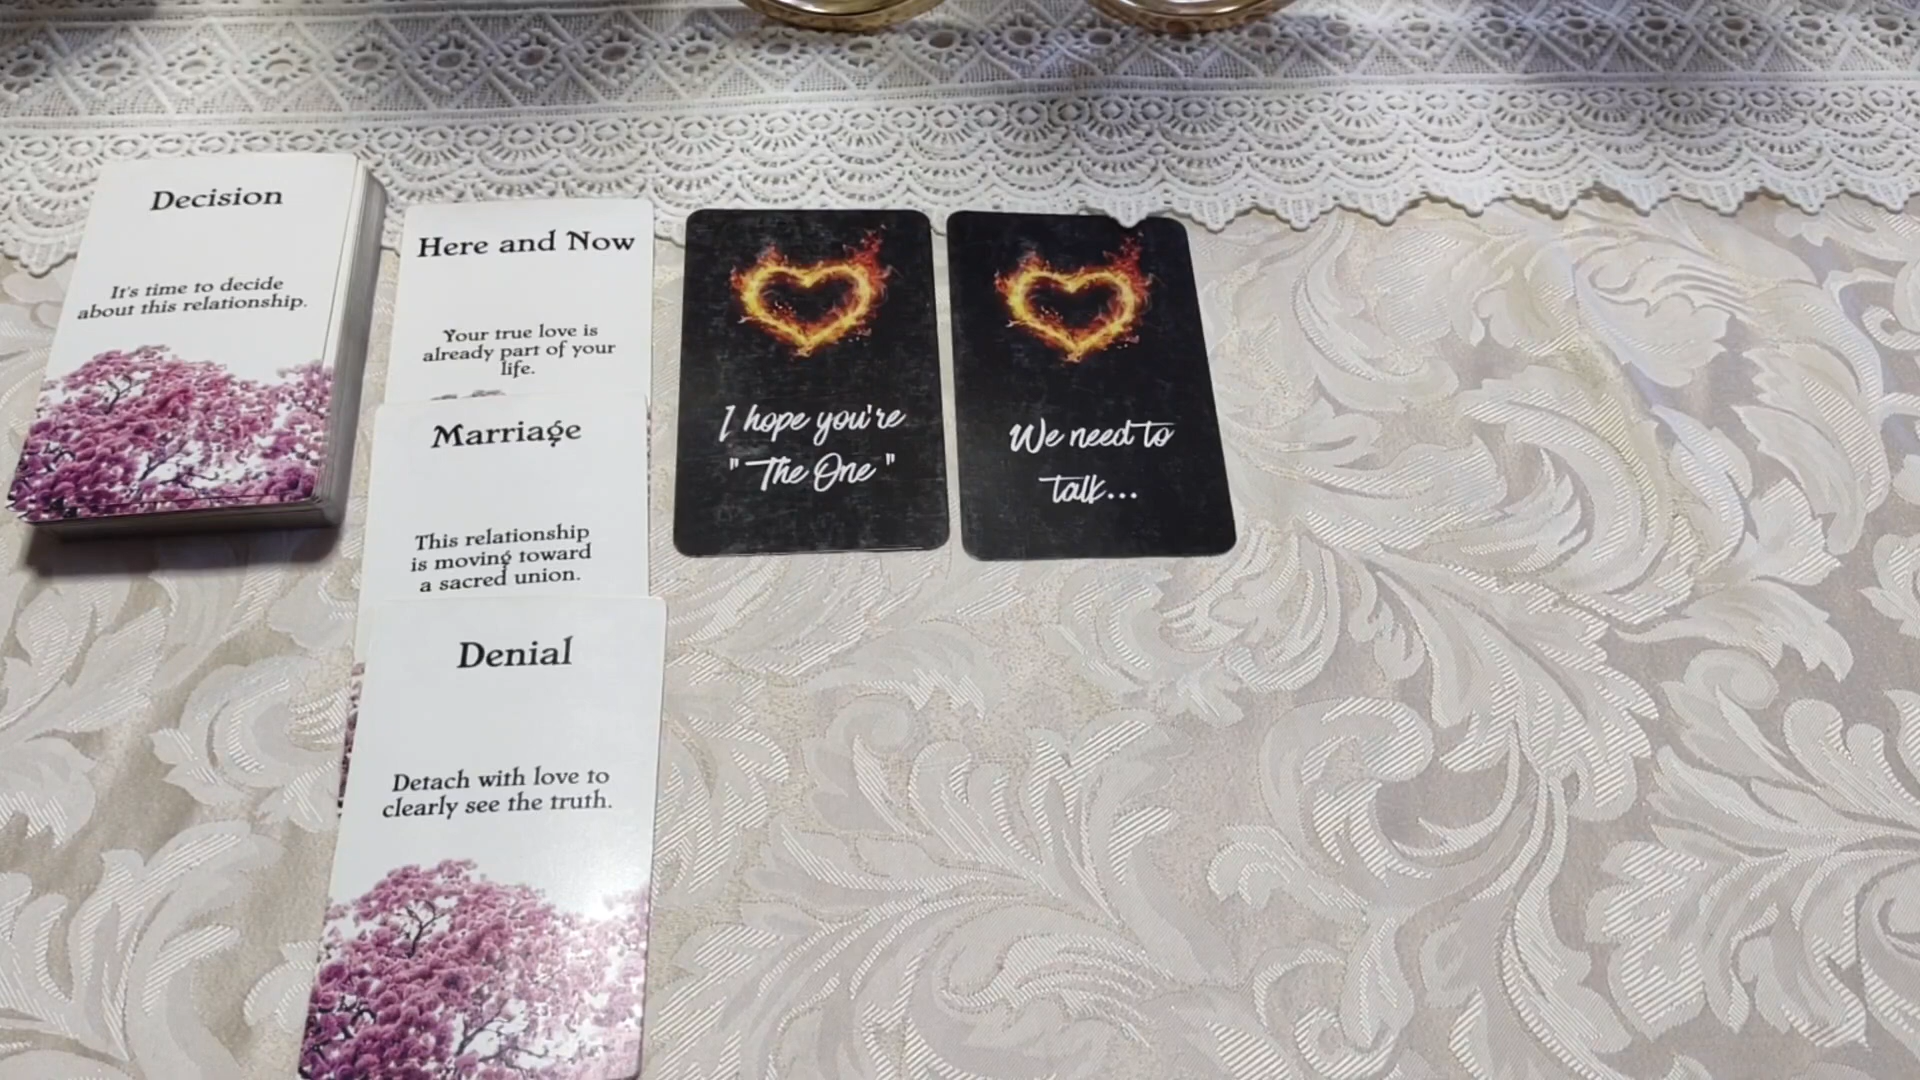 Decision
It's time to decide
about this relationship.
Here and Now
Your true love is
already part of your
life.
Marriage
This relationship
is moving toward
a sacred union.
Denial
Detach with love to
clearly see the truth.
I hope you're
"The One"
We need to
talk...